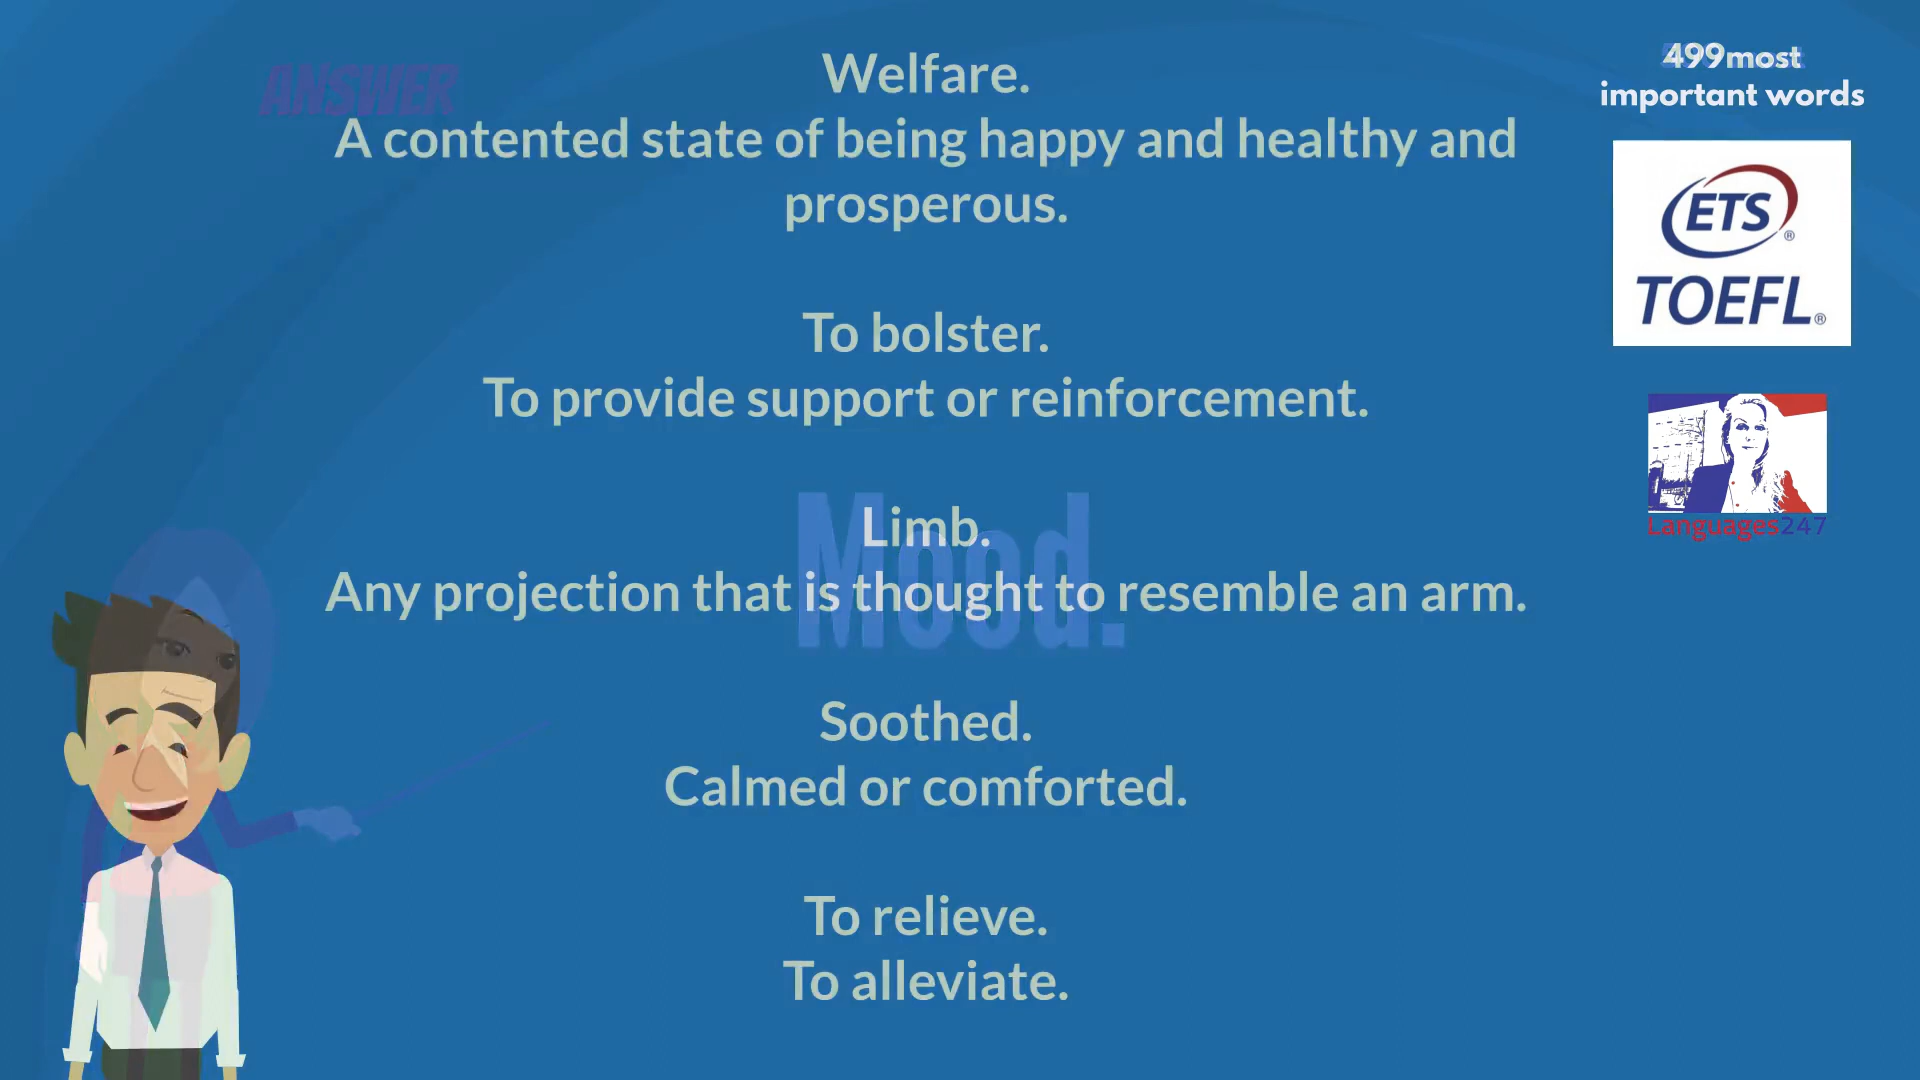 ANSWER
Welfare.
A contented state of being happy and healthy and
prosperous.
To bolster.
To provide support or reinforcement.
Limb.
Any projection that is thought to resemble an arm.
Mood.
Soothed.
Calmed or comforted.
To relieve.
To alleviate.
499most
important words
ETS®
TOEFL®
Languages247